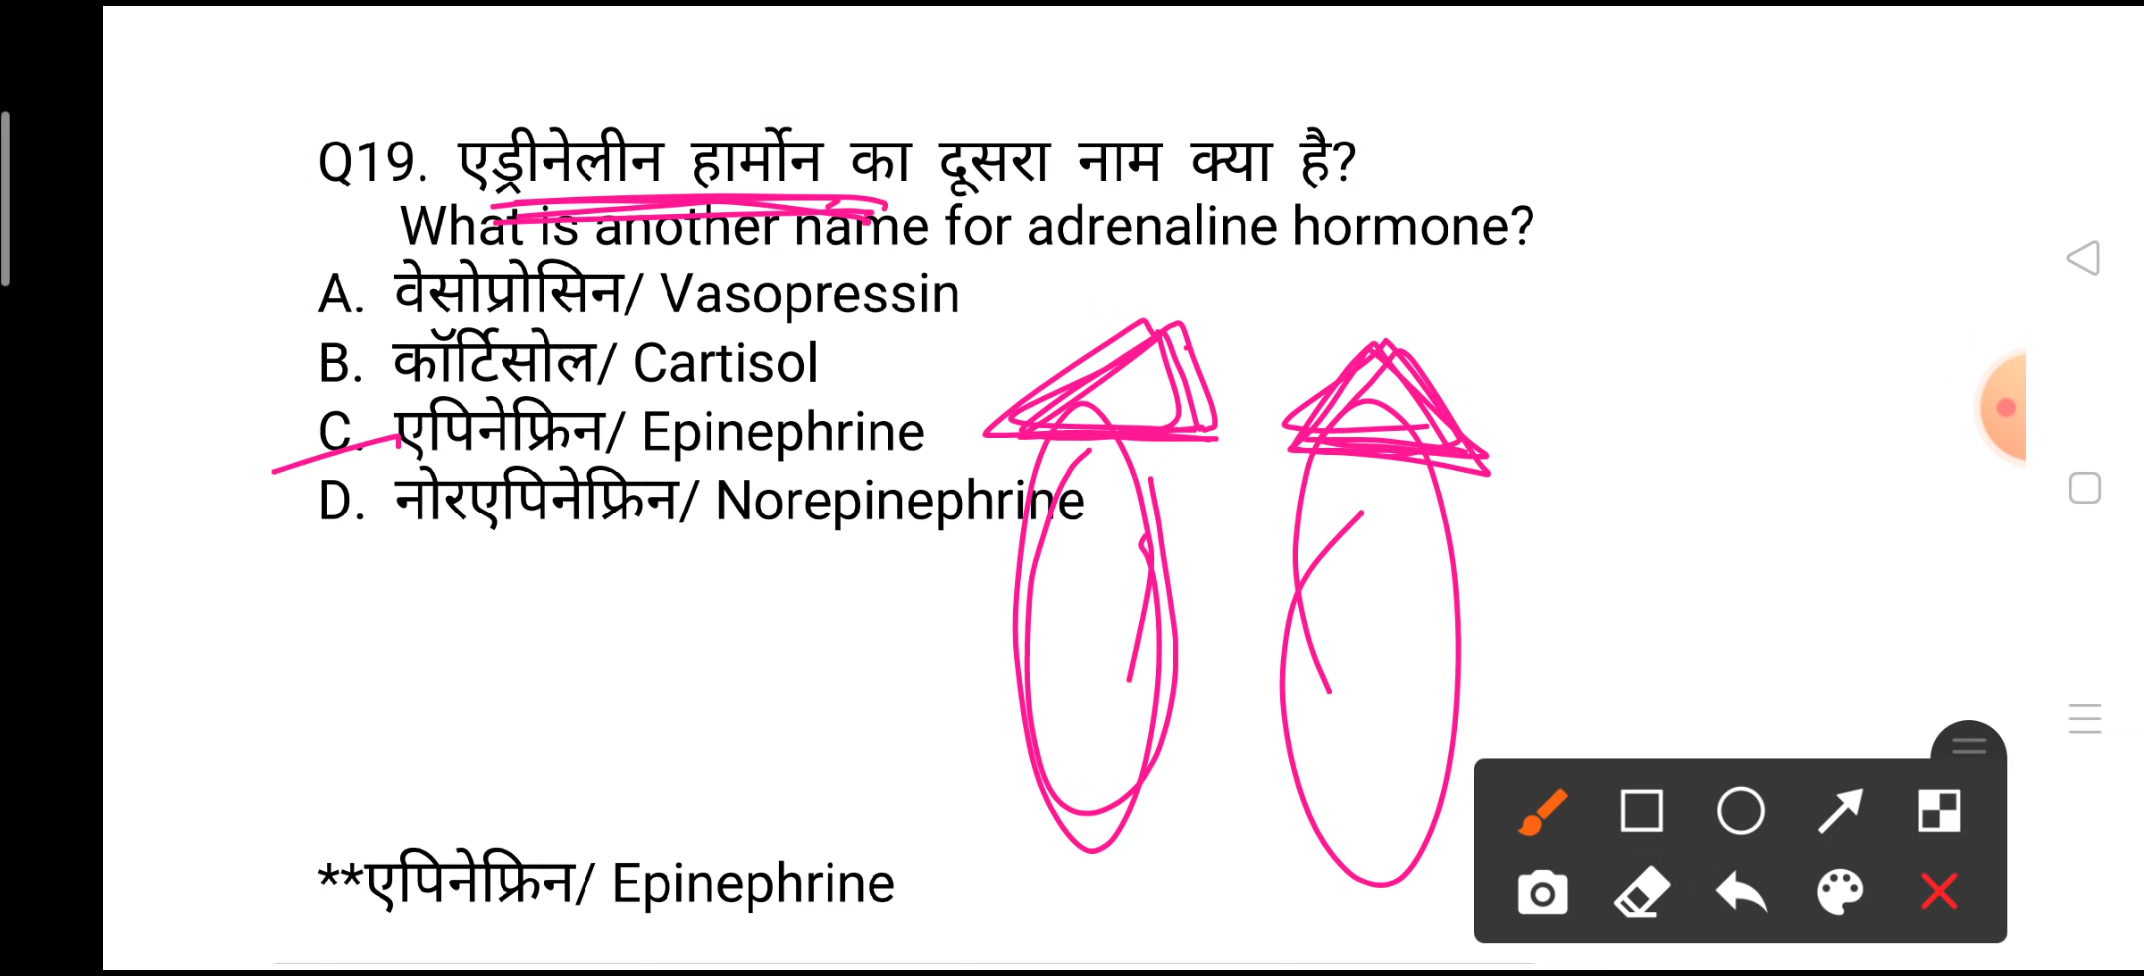 Q19. एड्रीनेलीन हार्मोन का दूसरा नाम क्या है?
What is another name for adrenaline hormone?
A. वेसोप्रोसिन/ Vasopressin
B. कॉर्टिसोल/ Cartisol
C. एपिनेफ्रिन/ Epinephrine
D. नोरएपिनेफ्रिन/ Norepinephrine
**एपिनेफ्रिन/ Epinephrine